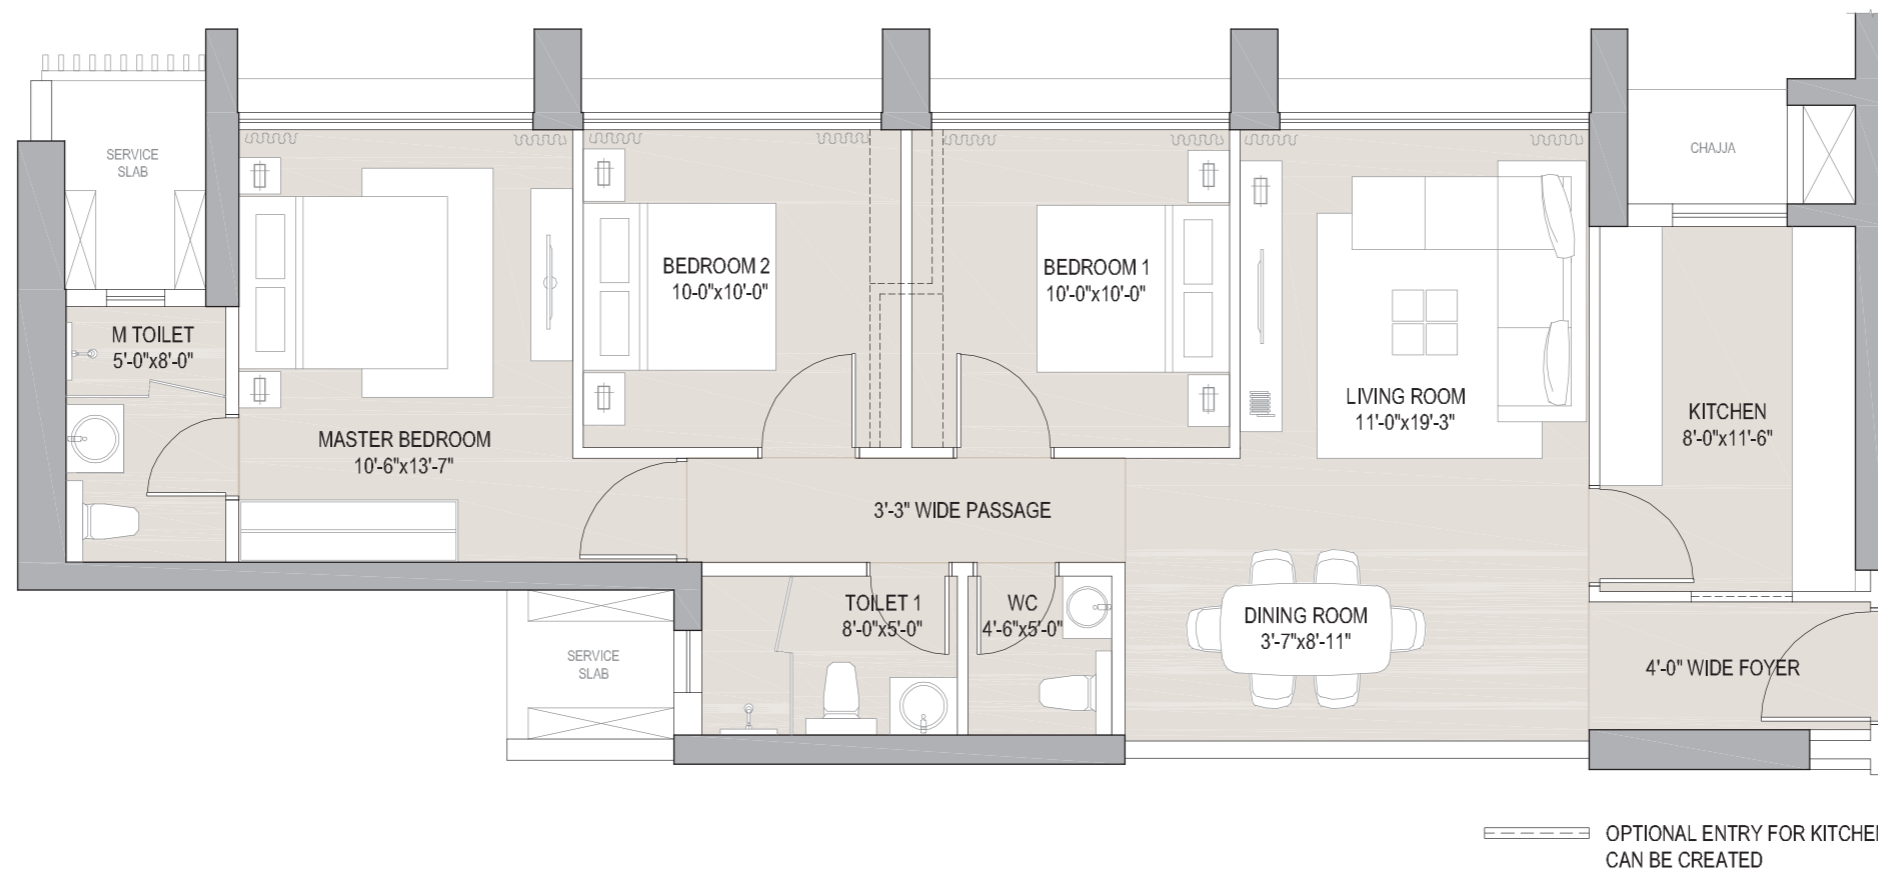 SERVICE
SLAB
CHAJJA
BEDROOM 2
10-0"x10'-0"
BEDROOM 1
10'-0"x10'-0"
M TOILET
5'-0"x8'-0"
LIVING ROOM
11'-0"x19'-3"
KITCHEN
8'-0"x11'-6"
MASTER BEDROOM
10'-6"x13'-7"
3'-3" WIDE PASSAGE
TOILET 1
8'-0"x5'-0"
WC
4'-6"x5'-0"
DINING ROOM
3'-7"x8'-11"
SERVICE
SLAB
4'-0" WIDE FOYER
OPTIONAL ENTRY FOR KITCHEN
CAN BE CREATED